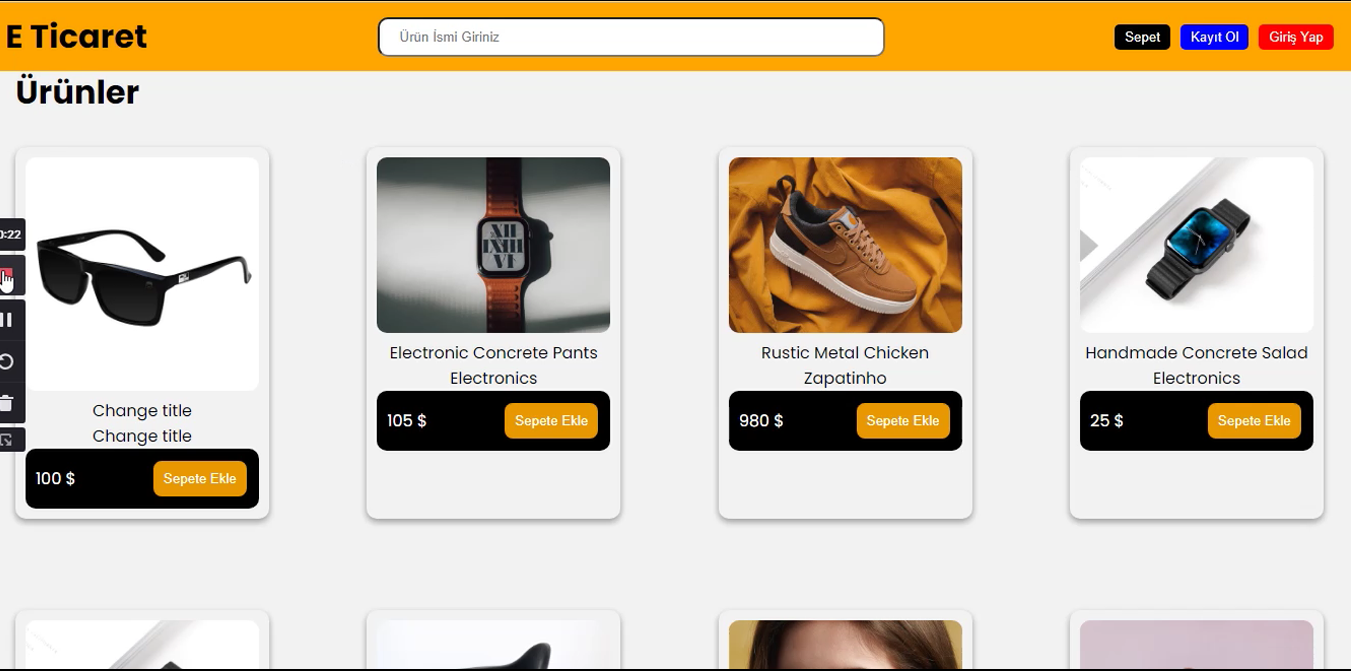 E Ticaret
Ürün İsmi Giriniz
Sepet
Kayıt Ol
Giriş Yap
Ürünler
0:22
XII
VI
Change title
Change title
100 $
Sepete Ekle
Electronic Concrete Pants
Electronics
105 $
Sepete Ekle
Rustic Metal Chicken
Zapatinho
980 $
Sepete Ekle
Handmade Concrete Salad
Electronics
25 $
Sepete Ekle